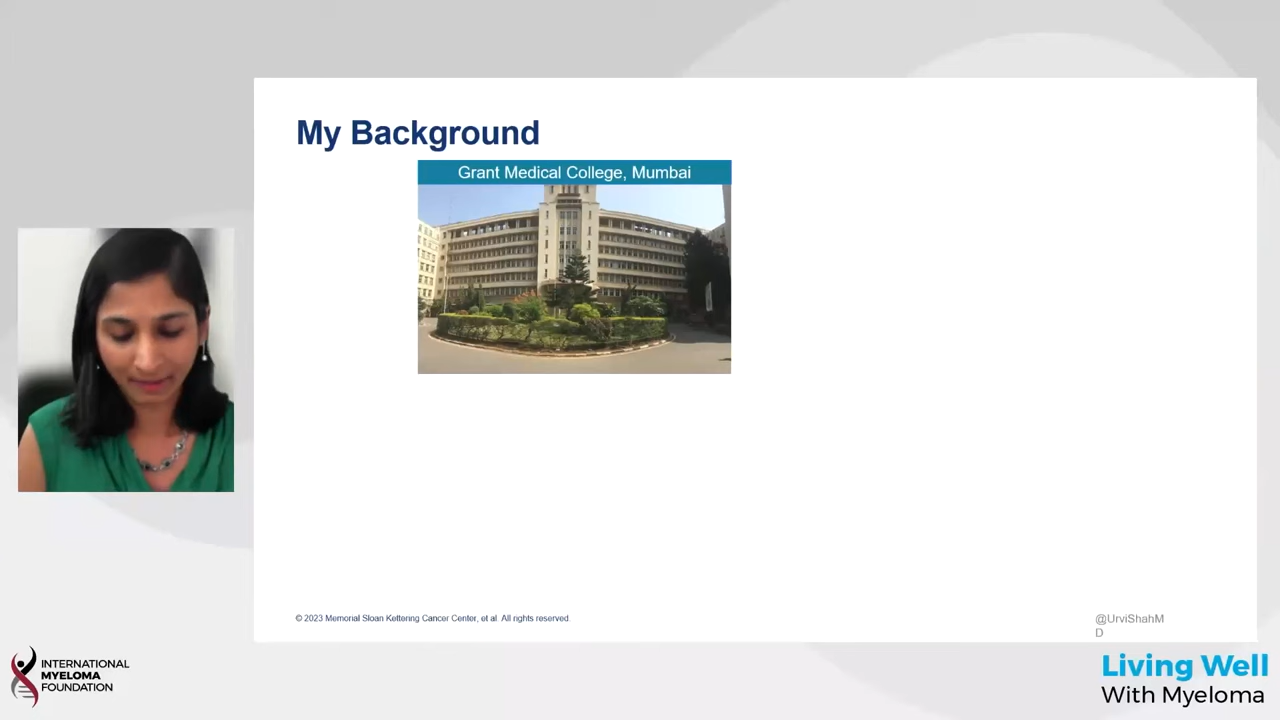 My Background
Grant Medical College, Mumbai
© 2023 Memorial Sloan Kettering Cancer Center, et al. All rights reserved.
@UrviShahM
D
INTERNATIONAL
MYELOMA
FOUNDATION
Living Well
With Myeloma